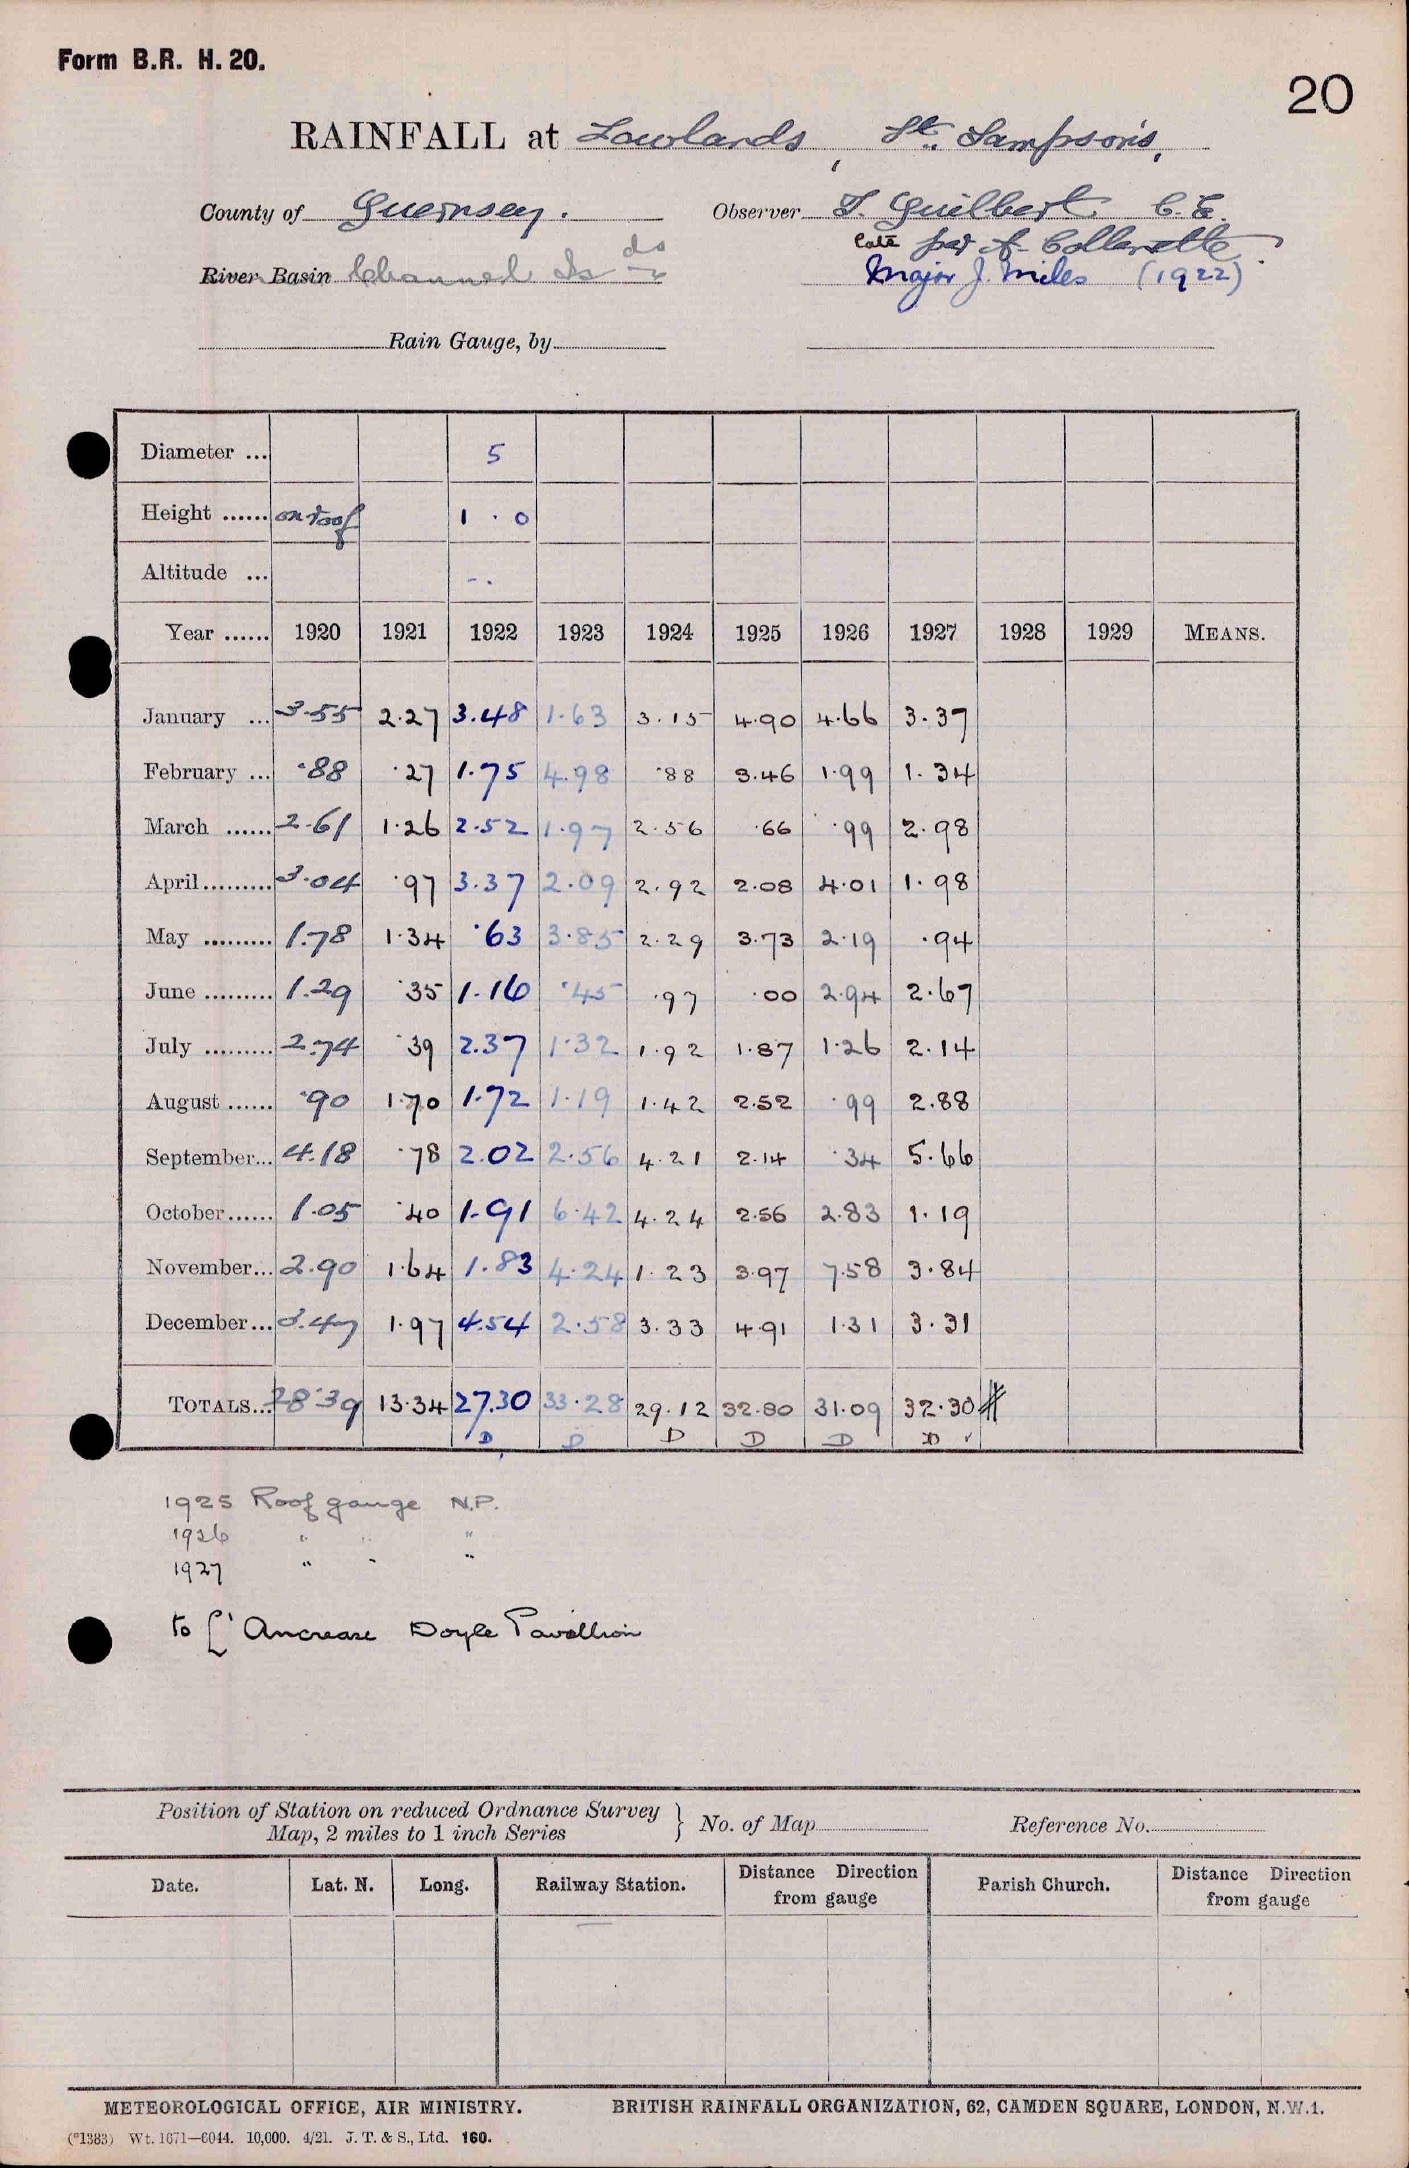 Form B.R. H. 20.
20
RAINFALL at Lowlands, St. Sampson's,
County of Guernsey. Observer T. Guilbert C.E.
late per A. Collenette
River Basin Channel Is do Major J. Miles (1922)
Rain Gauge, by
Diameter ... 5
Height ...... on roof 1 . 0
Altitude ... - .
Year ...... 1920 1921 1922 1923 1924 1925 1926 1927 1928 1929 MEANS.
January ... 3.55 2.27 3.48 1.63 3.15 4.90 4.66 3.37
February ... .88 .27 1.75 4.98 .88 3.46 1.99 1.34
March ...... 2.61 1.26 2.52 1.97 2.56 .66 .99 2.98
April ......... 3.04 .97 3.37 2.09 2.92 2.08 4.01 1.98
May ......... 1.78 1.34 .63 3.85 2.29 3.73 2.19 .94
June ......... 1.29 .35 1.16 .45 .97 .00 2.94 2.67
July ......... 2.74 .39 2.37 1.32 1.92 1.87 1.26 2.14
August ...... .90 1.70 1.72 1.19 1.42 2.52 .99 2.88
September... 4.18 .78 2.02 2.56 4.21 2.14 .34 5.66
October...... 1.05 .40 1.91 6.42 4.24 2.56 2.83 1.19
November... 2.90 1.64 1.83 4.24 1.23 3.97 7.58 3.84
December... 3.47 1.97 4.54 2.58 3.33 4.91 1.31 3.31
TOTALS... 28.39 13.34 27.30 33.28 29.12 32.80 31.09 32.30
D D D D D D ✓
1925 Roof gauge N.P.
1926 " " "
1927 " " "
to L'Ancresse Doyle Pavillion
Position of Station on reduced Ordnance Survey
Map, 2 miles to 1 inch Series } No. of Map Reference No.
Date. Lat. N. Long. Railway Station. Distance from gauge Direction Parish Church. Distance from gauge Direction
METEOROLOGICAL OFFICE, AIR MINISTRY. BRITISH RAINFALL ORGANIZATION, 62, CAMDEN SQUARE, LONDON, N.W.1.
(*1383) Wt. 1671—6044. 10,000. 4/21. J. T. & S., Ltd. 160.